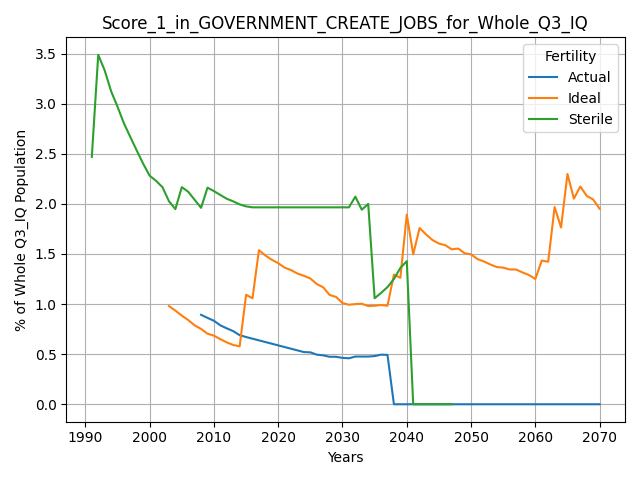 Score_1_in_GOVERNMENT_CREATE_JOBS_for_Whole_Q3_IQ
Fertility
Actual
Ideal
Sterile
% of Whole Q3_IQ Population
3.5
3.0
2.5
2.0
1.5
1.0
0.5
0.0
1990 2000 2010 2020 2030 2040 2050 2060 2070
Years